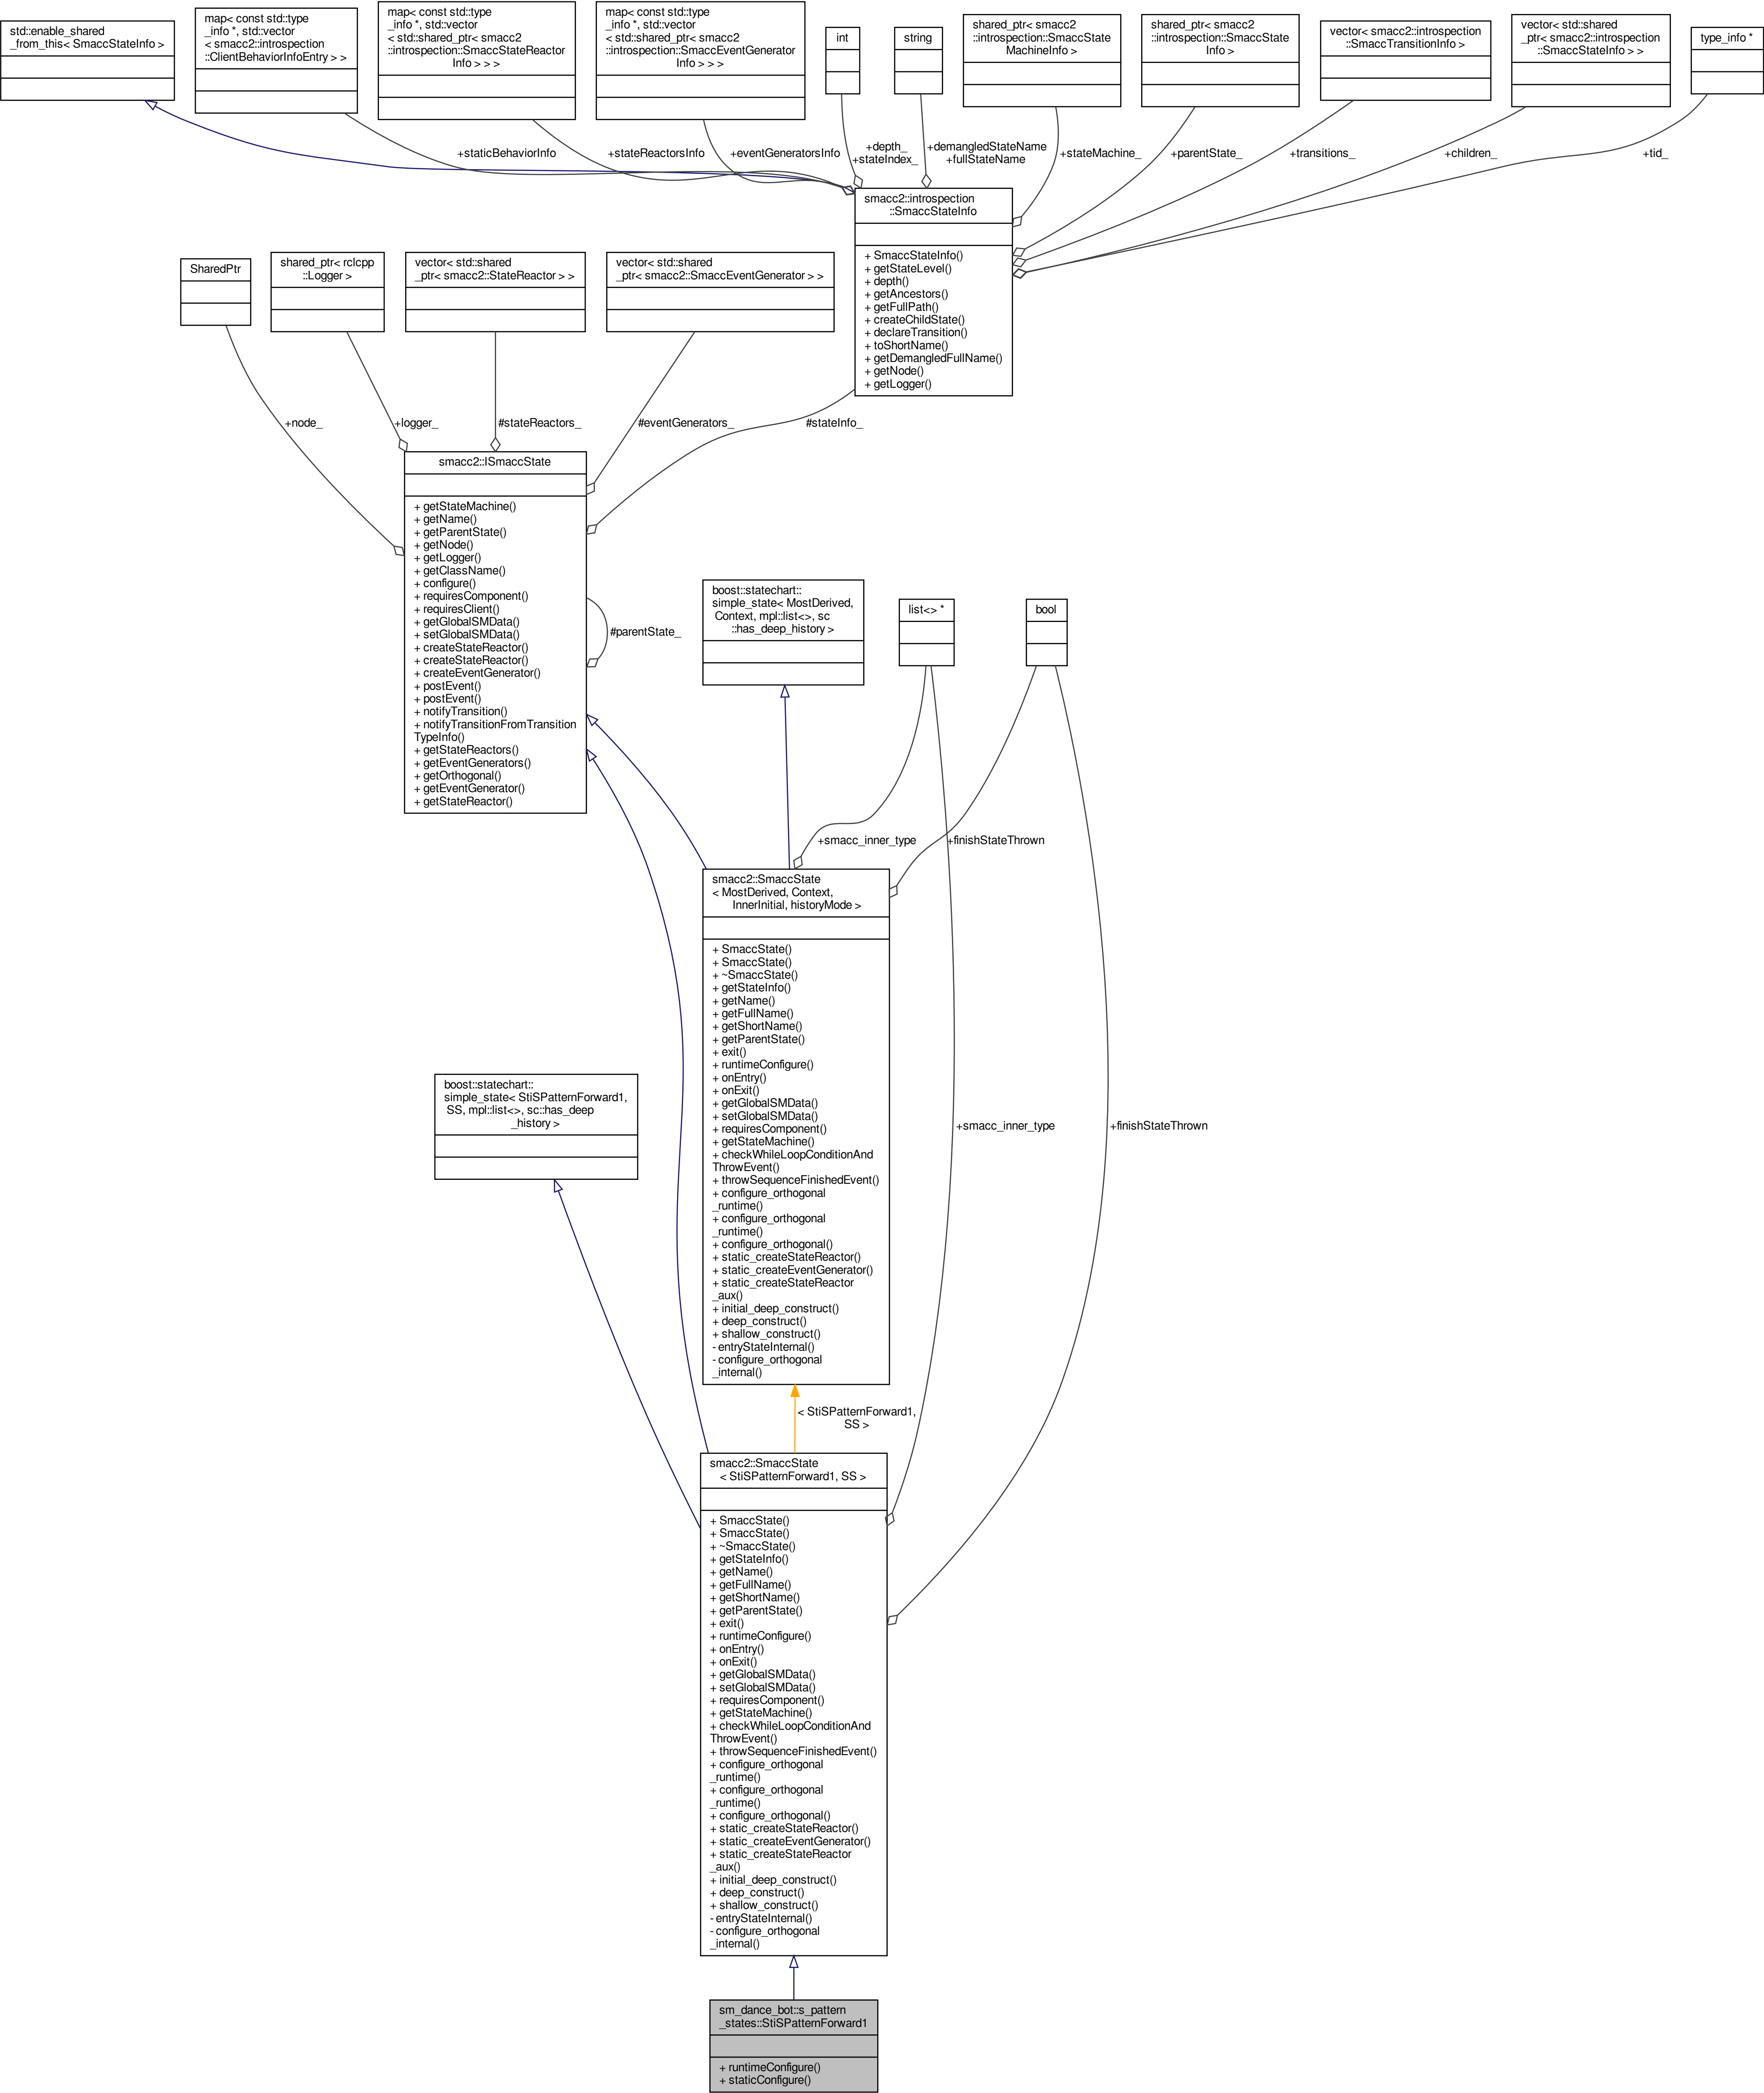 std::enable_shared
_from_this< SmaccStateInfo >
map< const std::type
_info *, std::vector
< smacc2::introspection
::ClientBehaviorInfoEntry > >
map< const std::type
_info *, std::vector
< std::shared_ptr< smacc2
::introspection::SmaccStateReactor
Info > > >
map< const std::type
_info *, std::vector
< std::shared_ptr< smacc2
::introspection::SmaccEventGenerator
Info > > >
int
string
shared_ptr< smacc2
::introspection::SmaccState
MachineInfo >
shared_ptr< smacc2
::introspection::SmaccState
Info >
vector< smacc2::introspection
::SmaccTransitionInfo >
vector< std::shared
_ptr< smacc2::introspection
::SmaccStateInfo > >
type_info *
+staticBehaviorInfo
+stateReactorsInfo
+eventGeneratorsInfo
+depth_
+stateIndex_
+demangledStateName
+fullStateName
+stateMachine_
+parentState_
+transitions_
+children_
+tid_
smacc2::introspection
::SmaccStateInfo
+ SmaccStateInfo()
+ getStateLevel()
+ depth()
+ getAncestors()
+ getFullPath()
+ createChildState()
+ declareTransition()
+ toShortName()
+ getDemangledFullName()
+ getNode()
+ getLogger()
SharedPtr
shared_ptr< rclcpp
::Logger >
vector< std::shared
_ptr< smacc2::StateReactor > >
vector< std::shared
_ptr< smacc2::SmaccEventGenerator > >
+node_
+logger_
#stateReactors_
#eventGenerators_
#stateInfo_
smacc2::ISmaccState
+ getStateMachine()
+ getName()
+ getParentState()
+ getNode()
+ getLogger()
+ getClassName()
+ configure()
+ requiresComponent()
+ requiresClient()
+ getGlobalSMData()
+ setGlobalSMData()
+ createStateReactor()
+ createStateReactor()
+ createEventGenerator()
+ postEvent()
+ postEvent()
+ notifyTransition()
+ notifyTransitionFromTransition
TypeInfo()
+ getStateReactors()
+ getEventGenerators()
+ getOrthogonal()
+ getEventGenerator()
+ getStateReactor()
#parentState_
boost::statechart::
simple_state< MostDerived,
Context, mpl::list<>, sc
::has_deep_history >
list<> *
bool
+smacc_inner_type
+finishStateThrown
smacc2::SmaccState
< MostDerived, Context,
InnerInitial, historyMode >
+ SmaccState()
+ SmaccState()
+ ~SmaccState()
+ getStateInfo()
+ getName()
+ getFullName()
+ getShortName()
+ getParentState()
+ exit()
+ runtimeConfigure()
+ onEntry()
+ onExit()
+ getGlobalSMData()
+ setGlobalSMData()
+ requiresComponent()
+ getStateMachine()
+ checkWhileLoopConditionAnd
ThrowEvent()
+ throwSequenceFinishedEvent()
+ configure_orthogonal
_runtime()
+ configure_orthogonal
_runtime()
+ configure_orthogonal()
+ static_createStateReactor()
+ static_createEventGenerator()
+ static_createStateReactor
_aux()
+ initial_deep_construct()
+ deep_construct()
+ shallow_construct()
- entryStateInternal()
- configure_orthogonal
_internal()
boost::statechart::
simple_state< StiSPatternForward1,
SS, mpl::list<>, sc::has_deep
_history >
+smacc_inner_type
+finishStateThrown
< StiSPatternForward1,
SS >
smacc2::SmaccState
< StiSPatternForward1, SS >
+ SmaccState()
+ SmaccState()
+ ~SmaccState()
+ getStateInfo()
+ getName()
+ getFullName()
+ getShortName()
+ getParentState()
+ exit()
+ runtimeConfigure()
+ onEntry()
+ onExit()
+ getGlobalSMData()
+ setGlobalSMData()
+ requiresComponent()
+ getStateMachine()
+ checkWhileLoopConditionAnd
ThrowEvent()
+ throwSequenceFinishedEvent()
+ configure_orthogonal
_runtime()
+ configure_orthogonal
_runtime()
+ configure_orthogonal()
+ static_createStateReactor()
+ static_createEventGenerator()
+ static_createStateReactor
_aux()
+ initial_deep_construct()
+ deep_construct()
+ shallow_construct()
- entryStateInternal()
- configure_orthogonal
_internal()
sm_dance_bot::s_pattern
_states::StiSPatternForward1
+ runtimeConfigure()
+ staticConfigure()